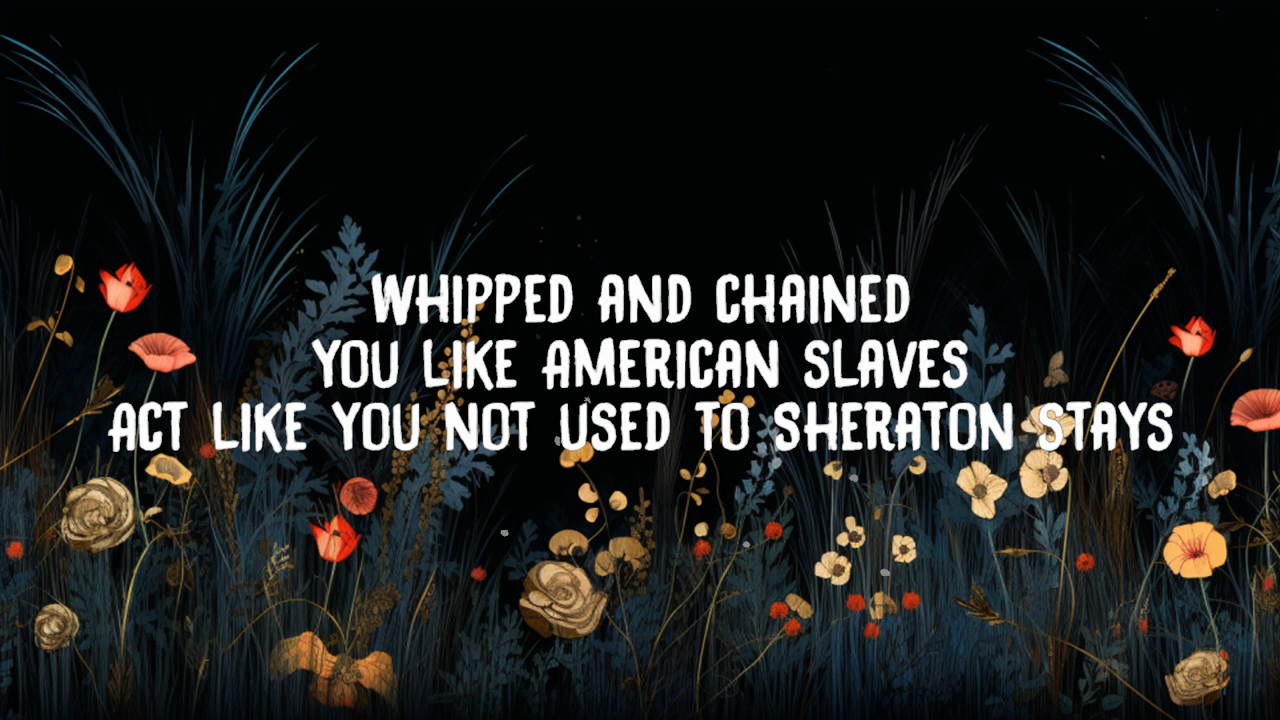 WHIPPED AND CHAINED
YOU LIKE AMERICAN SLAVES
ACT LIKE YOU NOT USED TO SHERATON STAYS